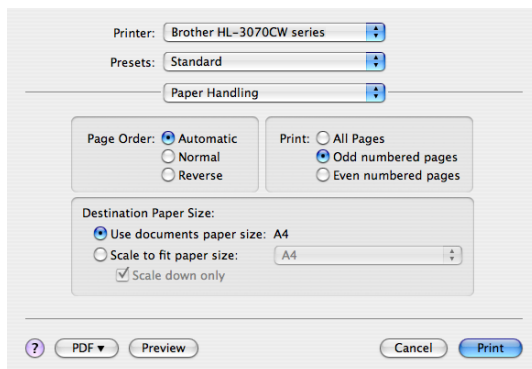 Printer: Brother HL-3070CW series
Presets: Standard
Paper Handling
Page Order: Automatic
Normal
Reverse
Print: All Pages
Odd numbered pages
Even numbered pages
Destination Paper Size:
Use documents paper size: A4
Scale to fit paper size: A4
Scale down only
? PDF ▼ Preview Cancel Print